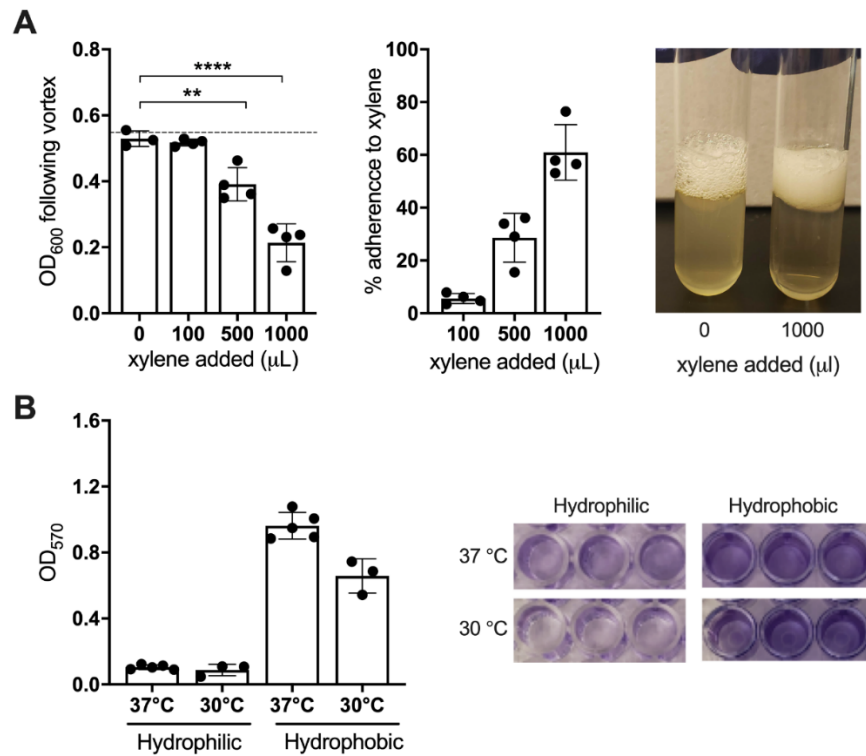 A
OD600 following vortex
0.8
0.6
0.4
0.2
0.0
****
**
0 100 500 1000
xylene added (μL)
% adherencce to xylene
100
80
60
40
20
0
100 500 1000
xylene added (μL)
0 1000
xylene added (μl)
B
OD570
1.6
1.2
0.8
0.4
0.0
37°C 30°C 37°C 30°C
Hydrophilic Hydrophobic
Hydrophilic Hydrophobic
37 °C
30 °C